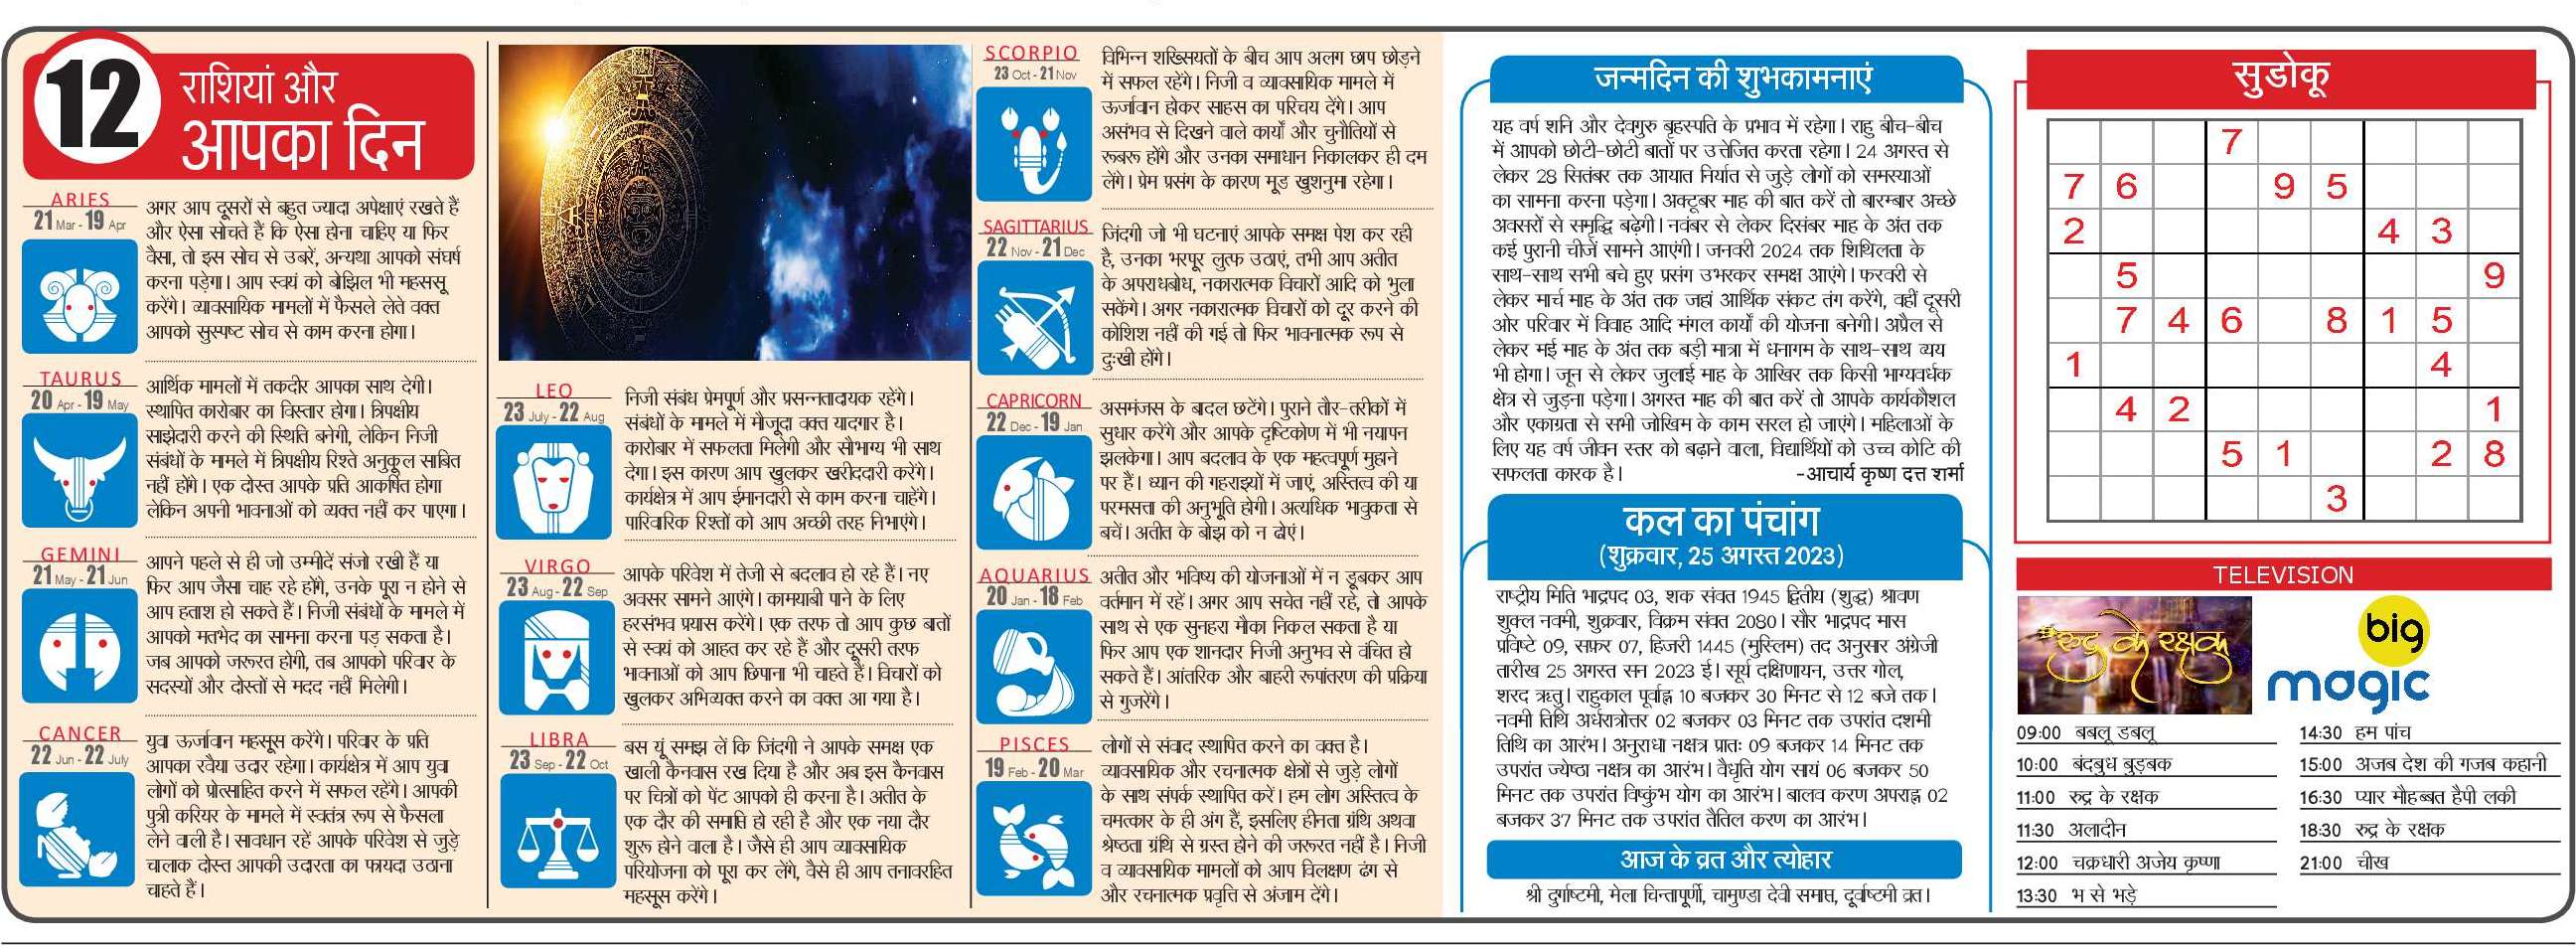 12
राशियां और
आपका दिन
ARIES
21 Mar - 19 Apr
अगर आप दूसरों से बहुत ज्यादा अपेक्षाएं रखते हैं
और ऐसा सोचते हैं कि ऐसा होना चाहिए या फिर
वैसा, तो इस सोच से उबरें, अन्यथा आपको संघर्ष
करना पड़ेगा। आप स्वयं को बोझिल भी महससू
करेंगे। व्यावसायिक मामलों में फैसले लेते वक्त
आपको सुस्पष्ट सोच से काम करना होगा।
TAURUS
20 Apr - 19 May
आर्थिक मामलों में तकदीर आपका साथ देगी।
स्थापित कारोबार का विस्तार होगा। त्रिपक्षीय
साझेदारी करने की स्थिति बनेगी, लेकिन निजी
संबंधों के मामले में त्रिपक्षीय रिश्ते अनुकूल साबित
नहीं होंगे। एक दोस्त आपके प्रति आकर्षित होगा
लेकिन अपनी भावनाओं को व्यक्त नहीं कर पाएगा।
GEMINI
21 May - 21 Jun
आपने पहले से ही जो उम्मीदें संजो रखी हैं या
फिर आप जैसा चाह रहे होंगे, उनके पूरा न होने से
आप हताश हो सकते हैं। निजी संबंधों के मामले में
आपको मतभेद का सामना करना पड़ सकता है।
जब आपको जरूरत होगी, तब आपको परिवार के
सदस्यों और दोस्तों से मदद नहीं मिलेगी।
CANCER
22 Jun - 22 July
युवा ऊर्जावान महसूस करेंगे। परिवार के प्रति
आपका रवैया उदार रहेगा। कार्यक्षेत्र में आप युवा
लोगों को प्रोत्साहित करने में सफल रहेंगे। आपकी
पुत्री करियर के मामले में स्वतंत्र रूप से फैसला
लेने वाली है। सावधान रहें आपके परिवेश से जुड़े
चालाक दोस्त आपकी उदारता का फायदा उठाना
चाहते हैं।
LEO
23 July - 22 Aug
निजी संबंध प्रेमपूर्ण और प्रसन्नतादायक रहेंगे।
संबंधों के मामले में मौजूदा वक्त यादगार है।
कारोबार में सफलता मिलेगी और सौभाग्य भी साथ
देगा। इस कारण आप खुलकर खरीददारी करेंगे।
कार्यक्षेत्र में आप ईमानदारी से काम करना चाहेंगे।
पारिवारिक रिश्तों को आप अच्छी तरह निभाएंगे।
VIRGO
23 Aug - 22 Sep
आपके परिवेश में तेजी से बदलाव हो रहे हैं। नए
अवसर सामने आएंगे। कामयाबी पाने के लिए
हरसंभव प्रयास करेंगे। एक तरफ तो आप कुछ बातों
से स्वयं को आहत कर रहे हैं और दूसरी तरफ
भावनाओं को आप छिपाना भी चाहते हैं। विचारों को
खुलकर अभिव्यक्त करने का वक्त आ गया है।
LIBRA
23 Sep - 22 Oct
बस यूं समझ लें कि जिंदगी ने आपके समक्ष एक
खाली कैनवास रख दिया है और अब इस कैनवास
पर चित्रों को पेंट आपको ही करना है। अतीत के
एक दौर की समाप्ति हो रही है और एक नया दौर
शुरू होने वाला है। जैसे ही आप व्यावसायिक
परियोजना को पूरा कर लेंगे, वैसे ही आप तनावरहित
महसूस करेंगे।
SCORPIO
23 Oct - 21 Nov
विभिन्न शख्सियतों के बीच आप अलग छाप छोड़ने
में सफल रहेंगे। निजी व व्यावसायिक मामले में
ऊर्जावान होकर साहस का परिचय देंगे। आप
असंभव से दिखने वाले कार्यों और चुनौतियों से
रूबरू होंगे और उनका समाधान निकालकर ही दम
लेंगे। प्रेम प्रसंग के कारण मूड खुशनुमा रहेगा।
SAGITTARIUS
22 Nov - 21 Dec
जिंदगी जो भी घटनाएं आपके समक्ष पेश कर रही
है, उनका भरपूर लुत्फ उठाएं, तभी आप अतीत
के अपराधबोध, नकारात्मक विचारों आदि को भुला
सकेंगे। अगर नकारात्मक विचारों को दूर करने की
कोशिश नहीं की गई तो फिर भावनात्मक रूप से
दुःखी होंगे।
CAPRICORN
22 Dec - 19 Jan
असमंजस के बादल छटेंगे। पुराने तौर-तरीकों में
सुधार करेंगे और आपके दृष्टिकोण में भी नयापन
झलकेगा। आप बदलाव के एक महत्वपूर्ण मुहाने
पर हैं। ध्यान की गहराइयों में जाएं, अस्तित्व की या
परमसत्ता की अनुभूति होगी। अत्यधिक भावुकता से
बचें। अतीत के बोझ को न ढोएं।
AQUARIUS
20 Jan - 18 Feb
अतीत और भविष्य की योजनाओं में न डूबकर आप
वर्तमान में रहें। अगर आप सचेत नहीं रहे, तो आपके
साथ से एक सुनहरा मौका निकल सकता है या
फिर आप एक शानदार निजी अनुभव से वंचित हो
सकते हैं। आंतरिक और बाहरी रूपांतरण की प्रक्रिया
से गुजरेंगे।
PISCES
19 Feb - 20 Mar
लोगों से संवाद स्थापित करने का वक्त है।
व्यावसायिक और रचनात्मक क्षेत्रों से जुड़े लोगों
के साथ संपर्क स्थापित करें। हम लोग अस्तित्व के
चमत्कार के ही अंग हैं, इसलिए हीनता ग्रंथि अथवा
श्रेष्ठता ग्रंथि से ग्रस्त होने की जरूरत नहीं है। निजी
व व्यावसायिक मामलों को आप विलक्षण ढंग से
और रचनात्मक प्रवृत्ति से अंजाम देंगे।
जन्मदिन की शुभकामनाएं
यह वर्ष शनि और देवगुरु बृहस्पति के प्रभाव में रहेगा। राहु बीच-बीच
में आपको छोटी-छोटी बातों पर उत्तेजित करता रहेगा। 24 अगस्त से
लेकर 28 सितंबर तक आयात निर्यात से जुड़े लोगों को समस्याओं
का सामना करना पड़ेगा। अक्टूबर माह की बात करें तो बारम्बार अच्छे
अवसरों से समृद्धि बढ़ेगी। नवंबर से लेकर दिसंबर माह के अंत तक
कई पुरानी चीजें सामने आएंगी। जनवरी 2024 तक शिथिलता के
साथ-साथ सभी बचे हुए प्रसंग उभरकर समक्ष आएंगे। फरवरी से
लेकर मार्च माह के अंत तक जहां आर्थिक संकट तंग करेंगे, वहीं दूसरी
ओर परिवार में विवाह आदि मंगल कार्यों की योजना बनेगी। अप्रैल से
लेकर मई माह के अंत तक बड़ी मात्रा में धनागम के साथ-साथ व्यय
भी होगा। जून से लेकर जुलाई माह के आखिर तक किसी भाग्यवर्धक
क्षेत्र से जुड़ना पड़ेगा। अगस्त माह की बात करें तो आपके कार्यकौशल
और एकाग्रता से सभी जोखिम के काम सरल हो जाएंगे। महिलाओं के
लिए यह वर्ष जीवन स्तर को बढ़ाने वाला, विद्यार्थियों को उच्च कोटि की
सफलता कारक है। -आचार्य कृष्ण दत्त शर्मा
कल का पंचांग
(शुक्रवार, 25 अगस्त 2023)
राष्ट्रीय मिति भाद्रपद 03, शक संवत 1945 द्वितीय (शुद्ध) श्रावण
शुक्ल नवमी, शुक्रवार, विक्रम संवत 2080। सौर भाद्रपद मास
प्रविष्टे 09, सफ़र 07, हिजरी 1445 (मुस्लिम) तद अनुसार अंग्रेजी
तारीख 25 अगस्त सन 2023 ई। सूर्य दक्षिणायन, उत्तर गोल,
शरद ऋतु। राहुकाल पूर्वाह्न 10 बजकर 30 मिनट से 12 बजे तक।
नवमी तिथि अर्धरात्रोत्तर 02 बजकर 03 मिनट तक उपरांत दशमी
तिथि का आरंभ। अनुराधा नक्षत्र प्रातः 09 बजकर 14 मिनट तक
उपरांत ज्येष्ठा नक्षत्र का आरंभ। वैधृति योग सायं 06 बजकर 50
मिनट तक उपरांत विष्कुंभ योग का आरंभ। बालव करण अपराह्न 02
बजकर 37 मिनट तक उपरांत तैतिल करण का आरंभ।
आज के व्रत और त्योहार
श्री दुर्गाष्टमी, मेला चिन्तापूर्णी, चामुण्डा देवी समाप्त, दूर्वाष्टमी व्रत।
सुडोकू
7
7 6 9 5
2 4 3
5 9
7 4 6 8 1 5
1 4
4 2 1
5 1 2 8
3
TELEVISION
रुद्र के रक्षक
big
magic
09:00 बबलू डबलू
10:00 बंदबुध बुड़बक
11:00 रुद्र के रक्षक
11:30 अलादीन
12:00 चक्रधारी अजेय कृष्णा
13:30 भ से भड़े
14:30 हम पांच
15:00 अजब देश की गजब कहानी
16:30 प्यार मौहब्बत हैपी लकी
18:30 रुद्र के रक्षक
21:00 चीख